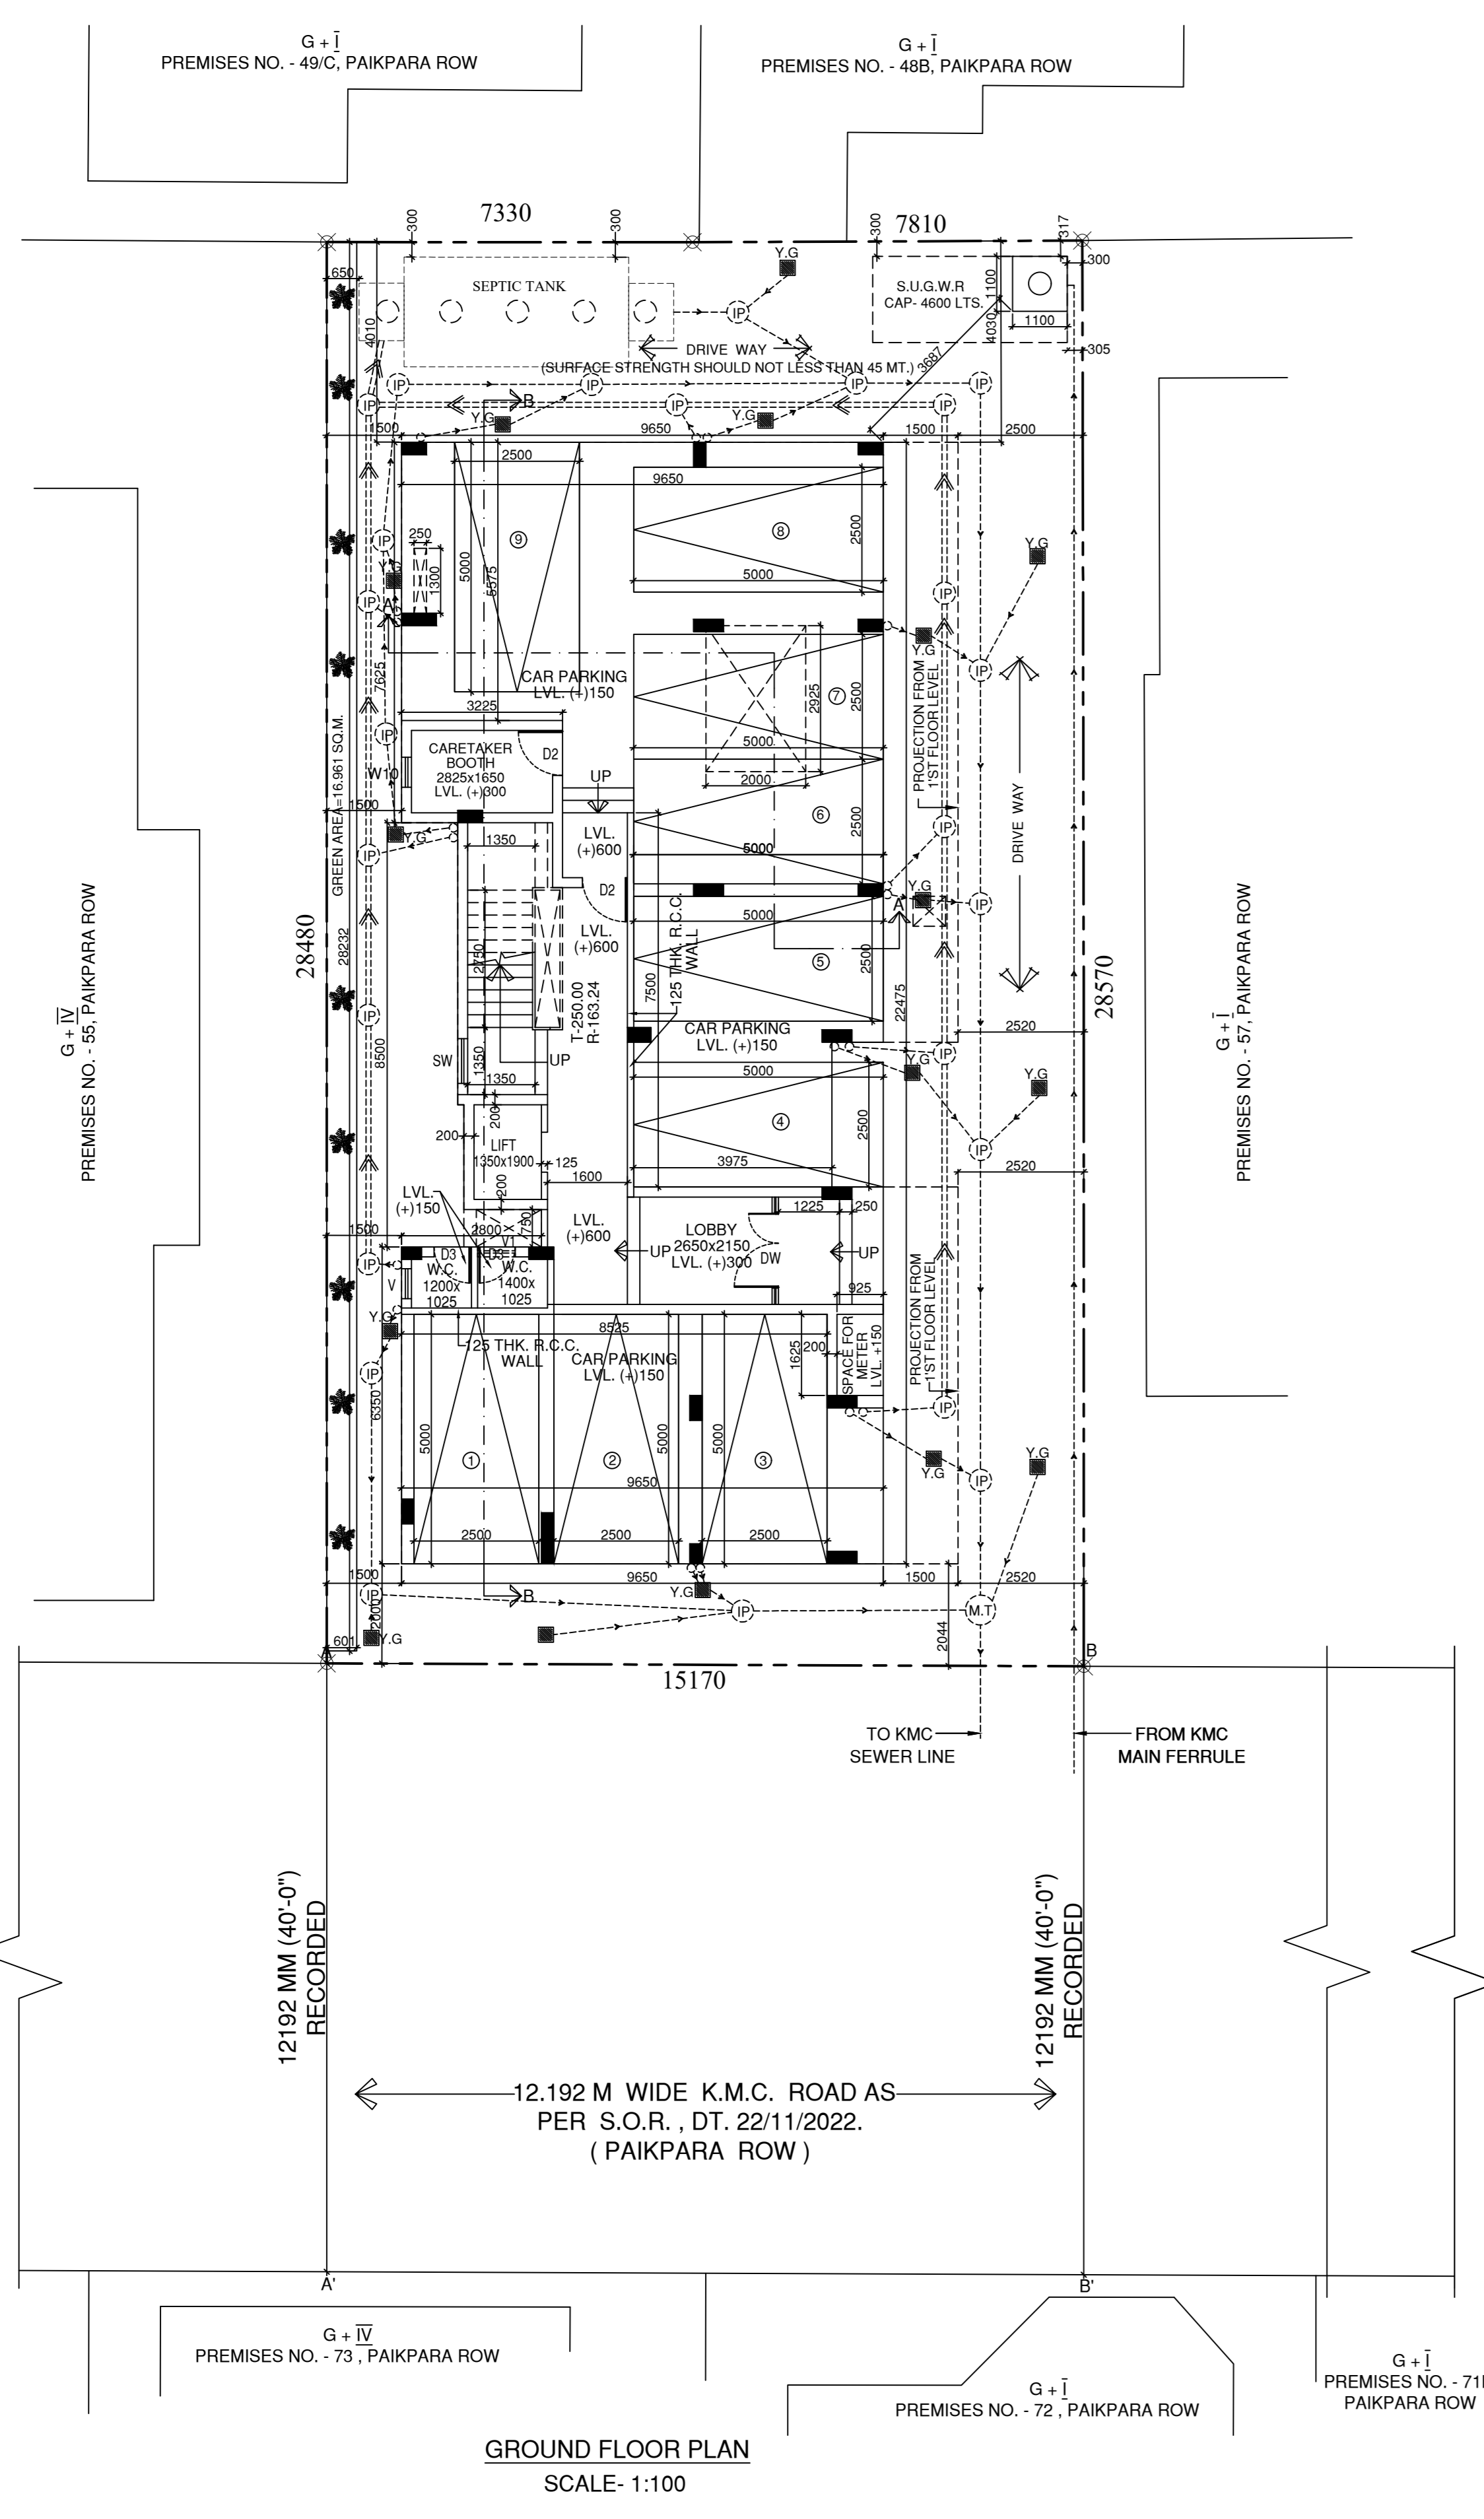 G + I
PREMISES NO. - 49/C, PAIKPARA ROW
G + I
PREMISES NO. - 48B, PAIKPARA ROW
7330
7810
300
300
300
317
Y.G
650
SEPTIC TANK
S.U.G.W.R
CAP- 4600 LTS.
1100
300
IP
4010
4030
1100
305
DRIVE WAY
(SURFACE STRENGTH SHOULD NOT LESS THAN 45 MT.)
3687
IP
IP
IP
IP
B
IP
IP
IP
Y.G
Y.G
1500
9650
1500
2500
2500
9650
9
8
250
5000
5575
2500
1300
5000
IP
Y.G
Y.G
IP
IP
A
Y.G
IP
7625
CAR PARKING
LVL. (+)150
3225
2925
7
2500
PROJECTION FROM
1'ST FLOOR LEVEL
IP
CARETAKER
BOOTH
2825x1650
LVL. (+)300
D2
W10
UP
5000
2000
1500
6
2500
IP
DRIVE WAY
GREEN AREA=16.961 SQ.M.
Y.G
IP
1350
LVL.
(+)600
5000
D2
Y.G
A
IP
5000
LVL.
(+)600
125 THK. R.C.C.
WALL
28480
28232
2750
7500
5
2500
22475
28570
G + IV
PREMISES NO. - 55, PAIKPARA ROW
G + I
PREMISES NO. - 57, PAIKPARA ROW
IP
T-250.00
R-163.24
CAR PARKING
LVL. (+)150
2520
8500
SW
1350
UP
5000
Y.G
IP
Y.G
1350
200
4
2500
IP
200
LIFT
1350x1900
125
3975
2520
1600
LVL.
(+)150
200
1225
250
1500
2800
750
LVL.
(+)600
UP
LOBBY
2650x2150
LVL. (+)300
DW
UP
IP
D3
V1
D3
W.C.
1200x
1025
W.C.
1400x
1025
V
925
Y.G
8525
125 THK. R.C.C.
WALL
CAR PARKING
LVL. (+)150
1625
200
SPACE FOR
METER
LVL. +150
PROJECTION FROM
1'ST FLOOR LEVEL
IP
6350
IP
5000
1
5000
2
5000
3
Y.G
Y.G
IP
9650
2500
2500
2500
1500
9650
1500
2520
IP
B
Y.G
IP
M.T
2000
601
Y.G
2044
A
B
15170
TO KMC
SEWER LINE
FROM KMC
MAIN FERRULE
12192 MM (40'-0")
RECORDED
12192 MM (40'-0")
RECORDED
12.192 M WIDE K.M.C. ROAD AS
PER S.O.R. , DT. 22/11/2022.
( PAIKPARA ROW )
A'
B'
G + IV
PREMISES NO. - 73 , PAIKPARA ROW
G + I
PREMISES NO. - 72 , PAIKPARA ROW
G + I
PREMISES NO. - 71
PAIKPARA ROW
GROUND FLOOR PLAN
SCALE- 1:100